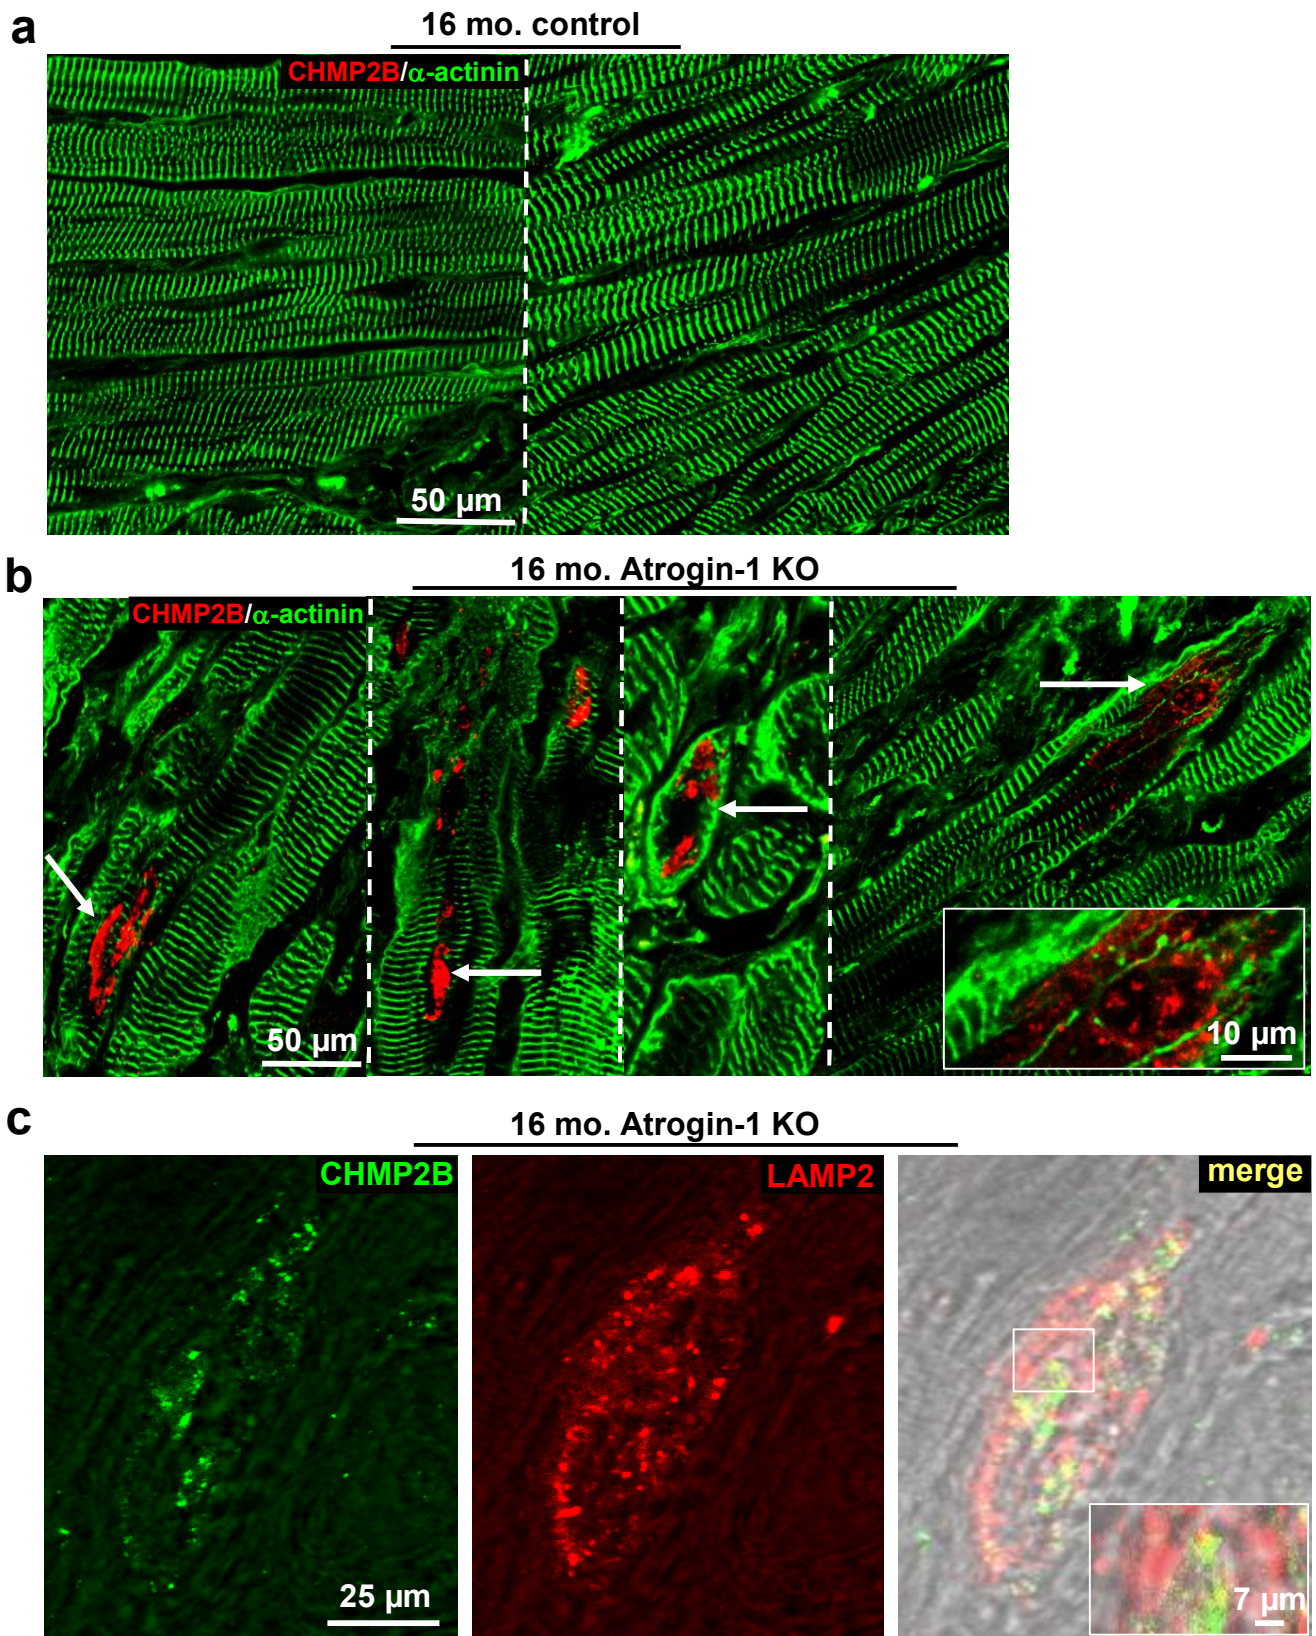 a
16 mo. control
CHMP2B/α-actinin
50 µm
b
16 mo. Atrogin-1 KO
CHMP2B/α-actinin
50 µm
10 µm
c
16 mo. Atrogin-1 KO
CHMP2B
LAMP2
merge
25 µm
7 µm